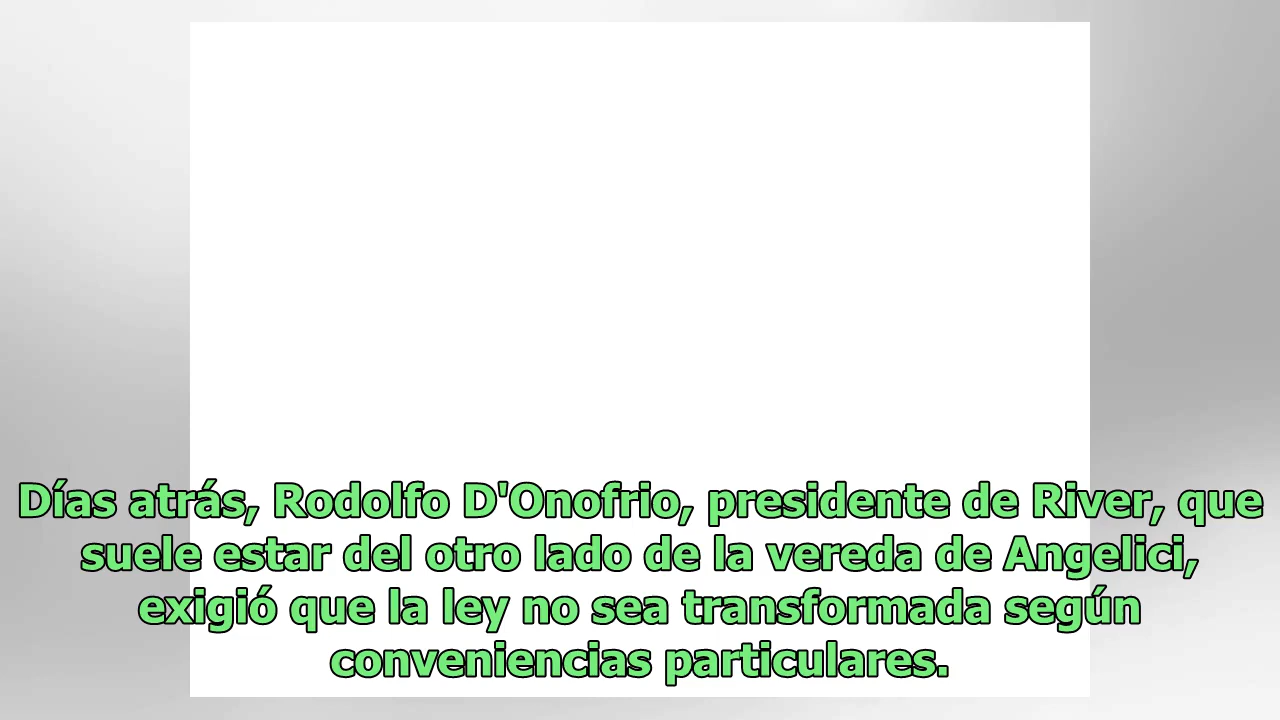 Días atrás, Rodolfo D'Onofrio, presidente de River, que
suele estar del otro lado de la vereda de Angelici,
exigió que la ley no sea transformada según
conveniencias particulares.